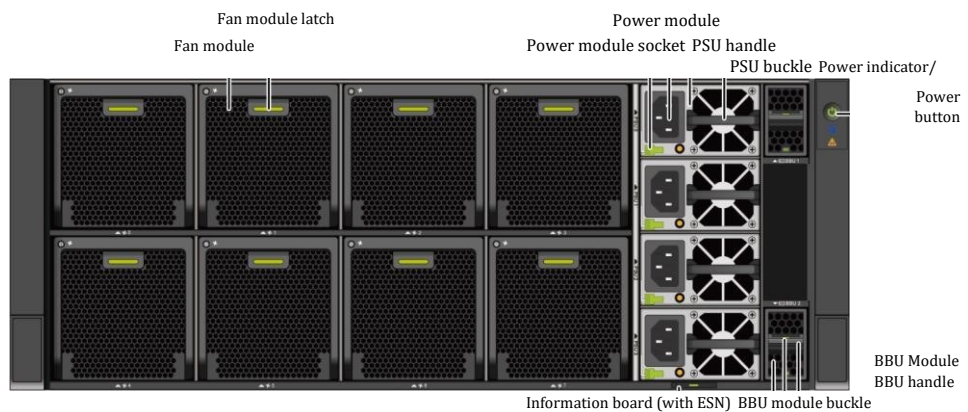 Fan module latch
Power module
Fan module
Power module socket PSU handle
PSU buckle Power indicator/
Power
button
BBU Module
BBU handle
Information board (with ESN) BBU module buckle